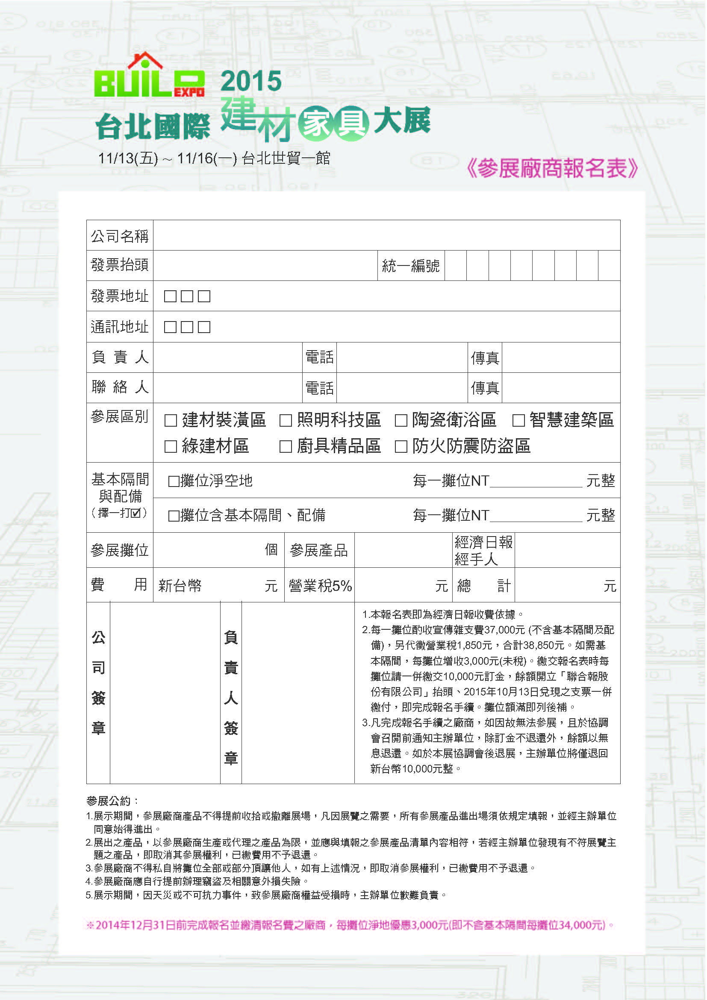 BUiLD EXPO 2015
台北國際建材家具大展
11/13(五) ~ 11/16(一) 台北世貿一館
《參展廠商報名表》
公司名稱
發票抬頭 統一編號
發票地址 □□□
通訊地址 □□□
負責人 電話 傳真
聯絡人 電話 傳真
參展區別 □ 建材裝潢區 □ 照明科技區 □ 陶瓷衛浴區 □ 智慧建築區
□ 綠建材區 □ 廚具精品區 □ 防火防震防盜區
基本隔間
與配備
(擇一打☑)
□攤位淨空地 每一攤位NT____________ 元整
□攤位含基本隔間、配備 每一攤位NT____________ 元整
參展攤位 個 參展產品 經濟日報
經手人
費用 新台幣 元 營業稅5% 元 總計 元
公司簽章
負責人簽章
1.本報名表即為經濟日報收費依據。
2.每一攤位酌收宣傳雜支費37,000元 (不含基本隔間及配
備)，另代徵營業稅1,850元，合計38,850元。如需基
本隔間，每攤位增收3,000元(未稅)。繳交報名表時每
攤位請一併繳交10,000元訂金，餘額開立「聯合報股
份有限公司」抬頭、2015年10月13日兌現之支票一併
繳付，即完成報名手續。攤位額滿即列後補。
3.凡完成報名手續之廠商，如因故無法參展，且於協調
會召開前通知主辦單位，除訂金不退還外，餘額以無
息退還。如於本展協調會後退展，主辦單位將僅退回
新台幣10,000元整。
參展公約：
1.展示期間，參展廠商產品不得提前收拾或撤離展場，凡因展覽之需要，所有參展產品進出場須依規定填報，並經主辦單位
同意始得進出。
2.展出之產品，以參展廠商生產或代理之產品為限，並應與填報之參展產品清單內容相符，若經主辦單位發現有不符展覽主
題之產品，即取消其參展權利，已繳費用不予退還。
3.參展廠商不得私自將攤位全部或部分頂讓他人，如有上述情況，即取消參展權利，已繳費用不予退還。
4.參展廠商應自行提前辦理竊盜及相關意外損失險。
5.展示期間，因天災或不可抗力事件，致參展廠商權益受損時，主辦單位歉難負責。
※2014年12月31日前完成報名並繳清報名費之廠商，每攤位淨地優惠3,000元(即不含基本隔間每攤位34,000元)。